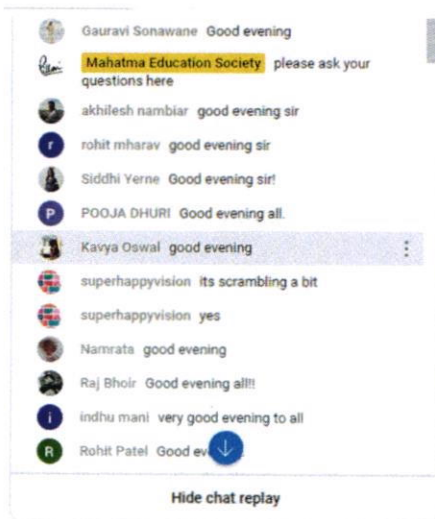 Gauravi Sonawane Good evening
Mahatma Education Society please ask your
questions here
akhilesh nambiar good evening sir
r rohit mharav good evening sir
Siddhi Yerne Good evening sir!
P POOJA DHURI Good evening all.
Kavya Oswal good evening
superhappyvision its scrambling a bit
superhappyvision yes
Namrata good evening
Raj Bhoir Good evening all!!
i indhu mani very good evening to all
R Rohit Patel Good
Hide chat replay